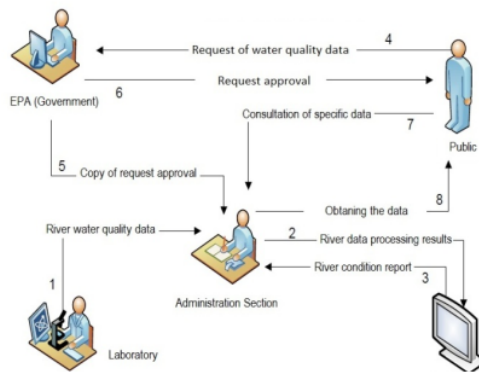 4
Request of water quality data
Request approval
6
EPA (Government)
Consultation of specific data
7
Public
5
Copy of request approval
8
Obtaning the data
River water quality data
2
River data processing results
River condition report
3
1
Administration Section
Laboratory